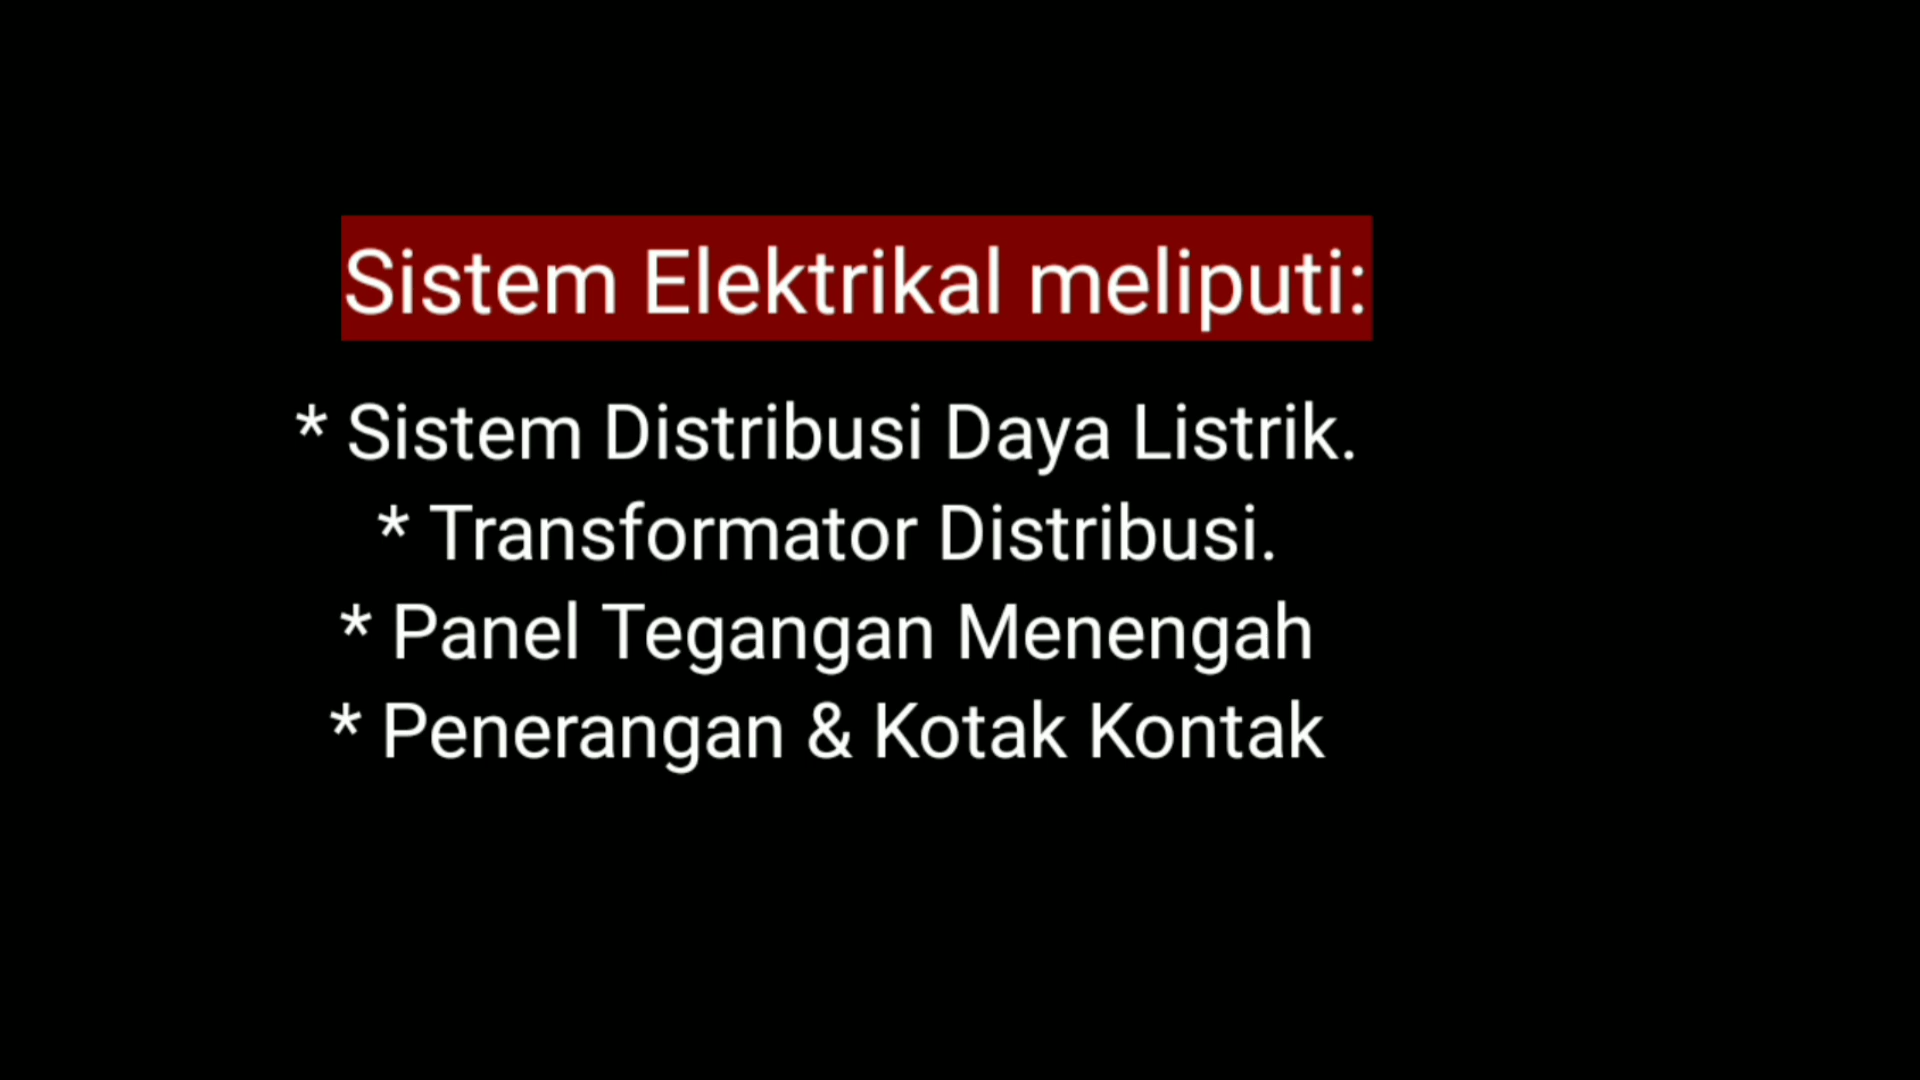 Sistem Elektrikal meliputi:
* Sistem Distribusi Daya Listrik.
* Transformator Distribusi.
* Panel Tegangan Menengah
* Penerangan & Kotak Kontak